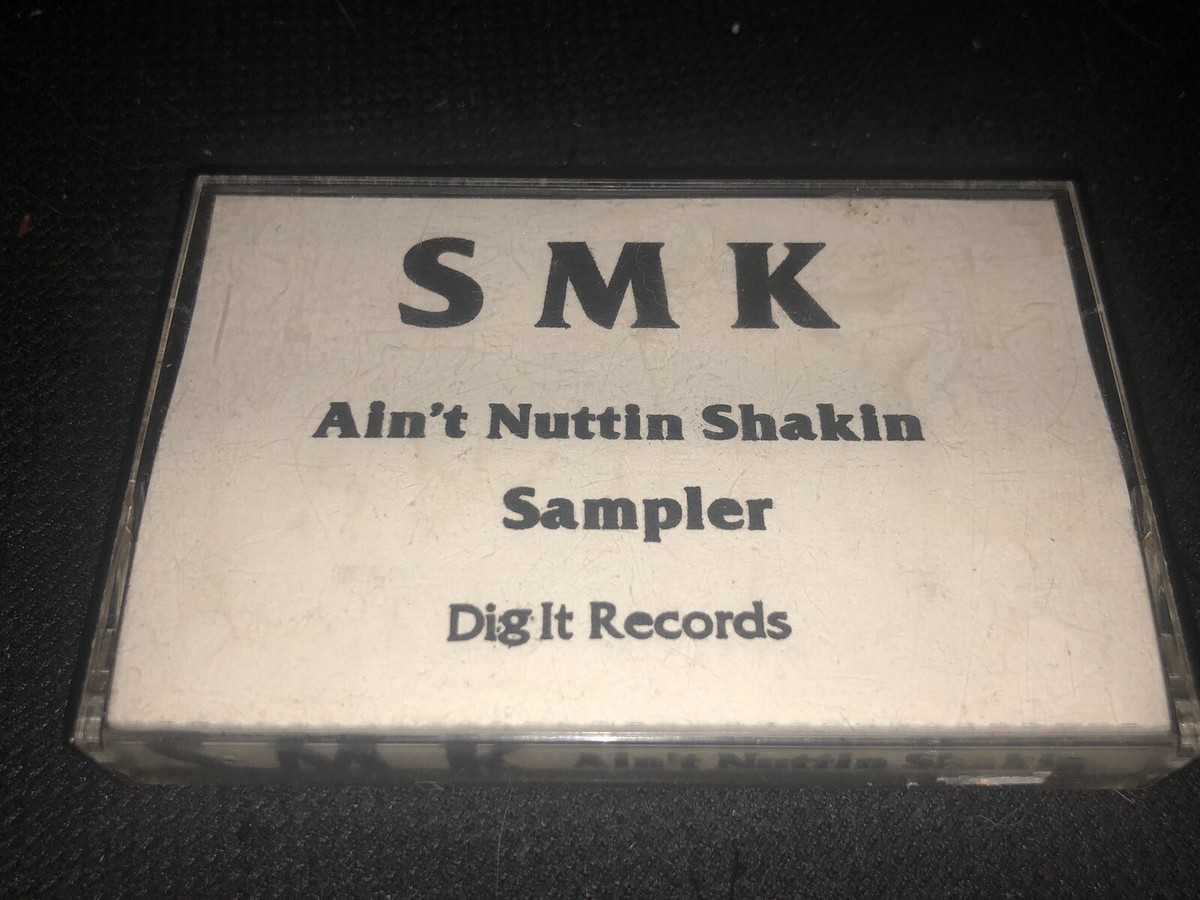 SMK
Ain't Nuttin Shakin
Sampler
Dig It Records
SMK Ain't Nuttin Shakin